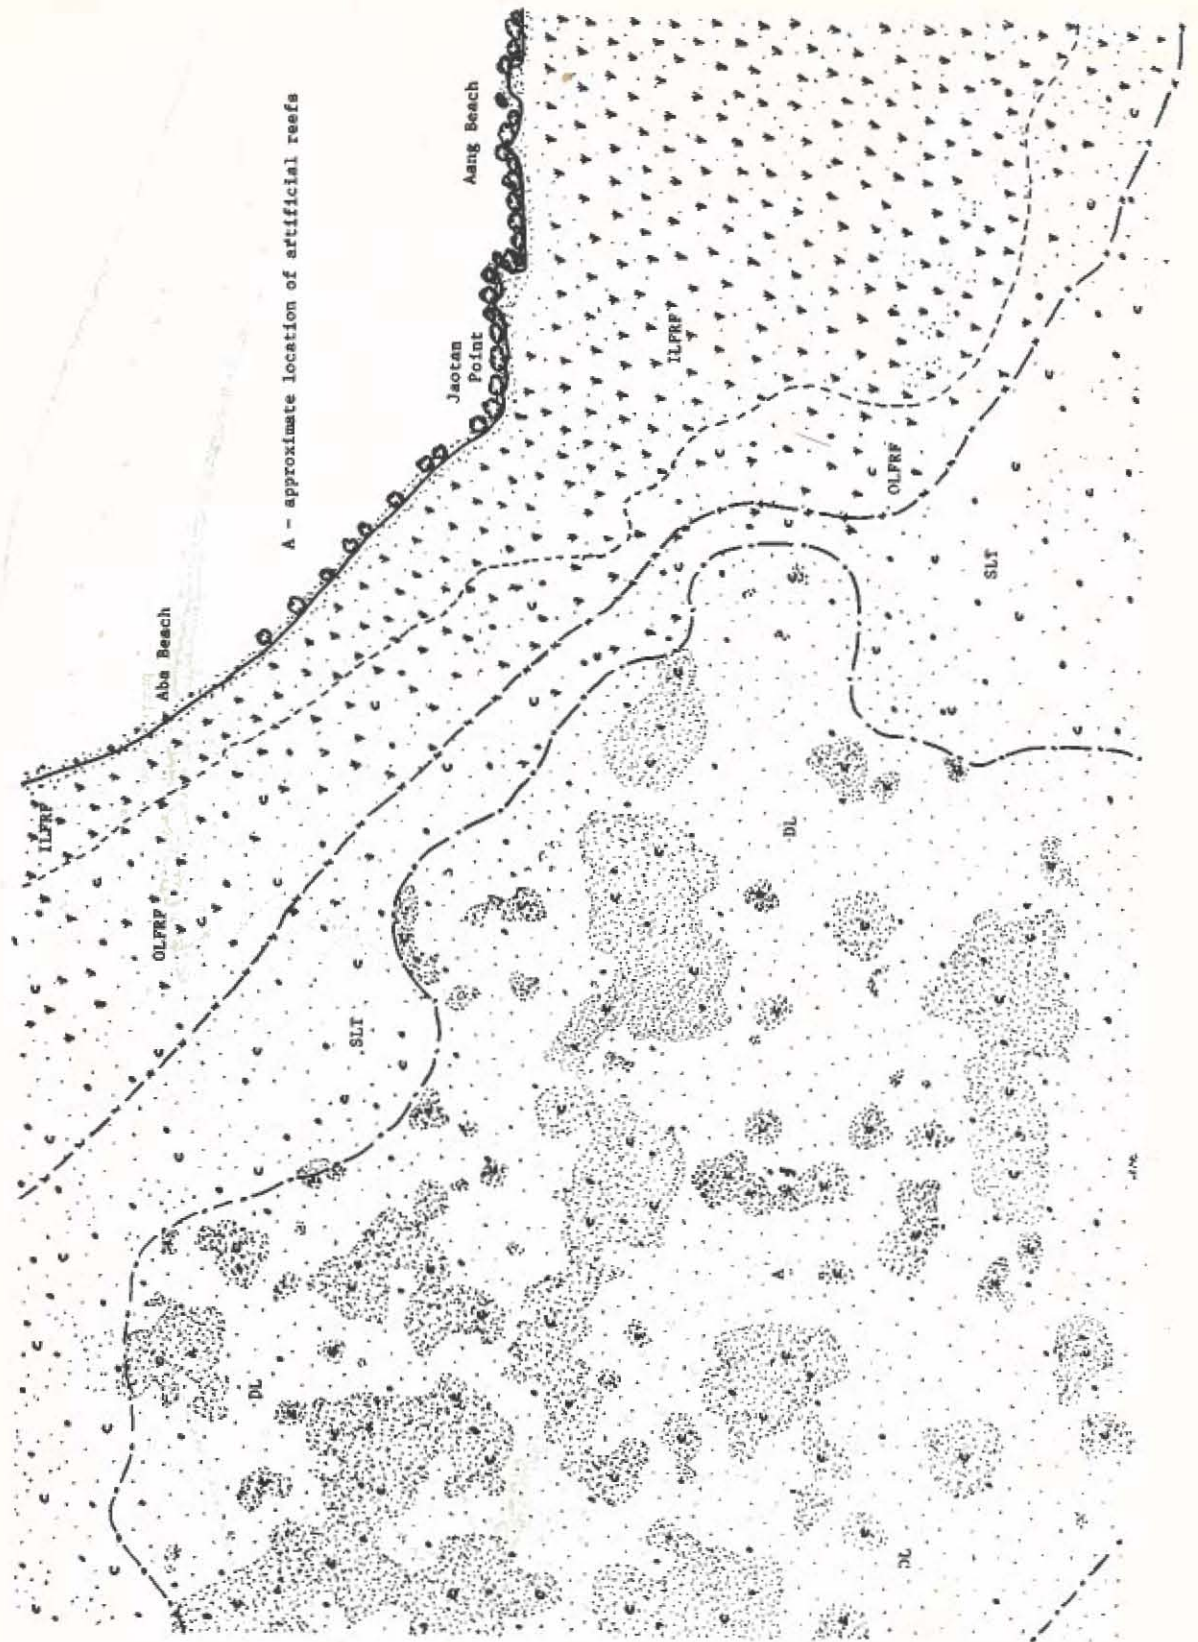 ILFRF
OLFRF
Aba Beach
DL
A - approximate location of artificial reefs
SLT
Jaotan
Point
Aang Beach
ILFRF
A
DL
OLFRF
DL
SLT